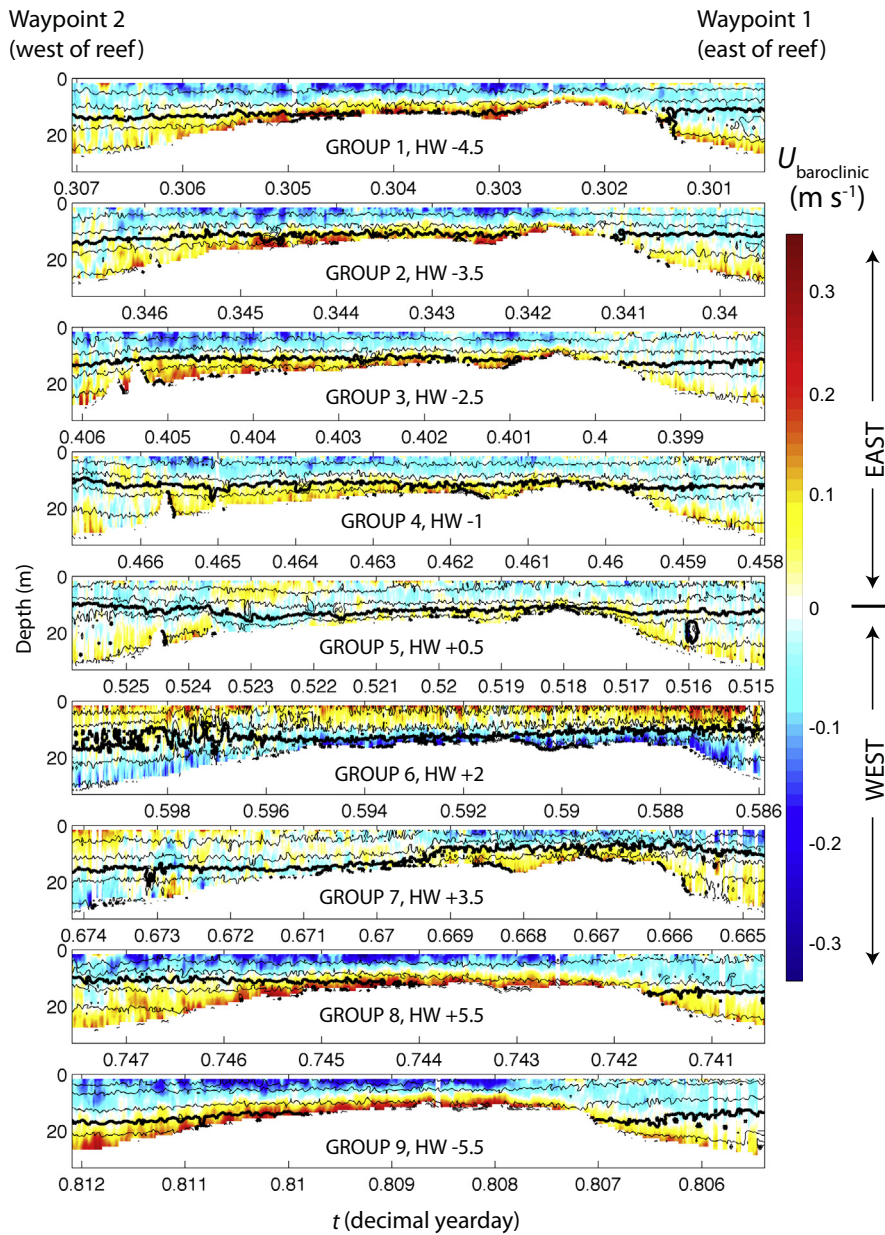 Waypoint 2
(west of reef)
Waypoint 1
(east of reef)
0
20
GROUP 1, HW -4.5
0.307 0.306 0.305 0.304 0.303 0.302 0.301
0
20
GROUP 2, HW -3.5
0.346 0.345 0.344 0.343 0.342 0.341 0.34
0
20
GROUP 3, HW -2.5
0.406 0.405 0.404 0.403 0.402 0.401 0.4 0.399
0
20
GROUP 4, HW -1
0.466 0.465 0.464 0.463 0.462 0.461 0.46 0.459 0.458
0
20
GROUP 5, HW +0.5
0.525 0.524 0.523 0.522 0.521 0.52 0.519 0.518 0.517 0.516 0.515
0
20
GROUP 6, HW +2
0.598 0.596 0.594 0.592 0.59 0.588 0.586
0
20
GROUP 7, HW +3.5
0.674 0.673 0.672 0.671 0.67 0.669 0.668 0.667 0.666 0.665
0
20
GROUP 8, HW +5.5
0.747 0.746 0.745 0.744 0.743 0.742 0.741
0
20
GROUP 9, HW -5.5
0.812 0.811 0.81 0.809 0.808 0.807 0.806
t (decimal yearday)
Depth (m)
U baroclinic
(m s⁻¹)
0.3
0.2
0.1
0
-0.1
-0.2
-0.3
EAST
WEST